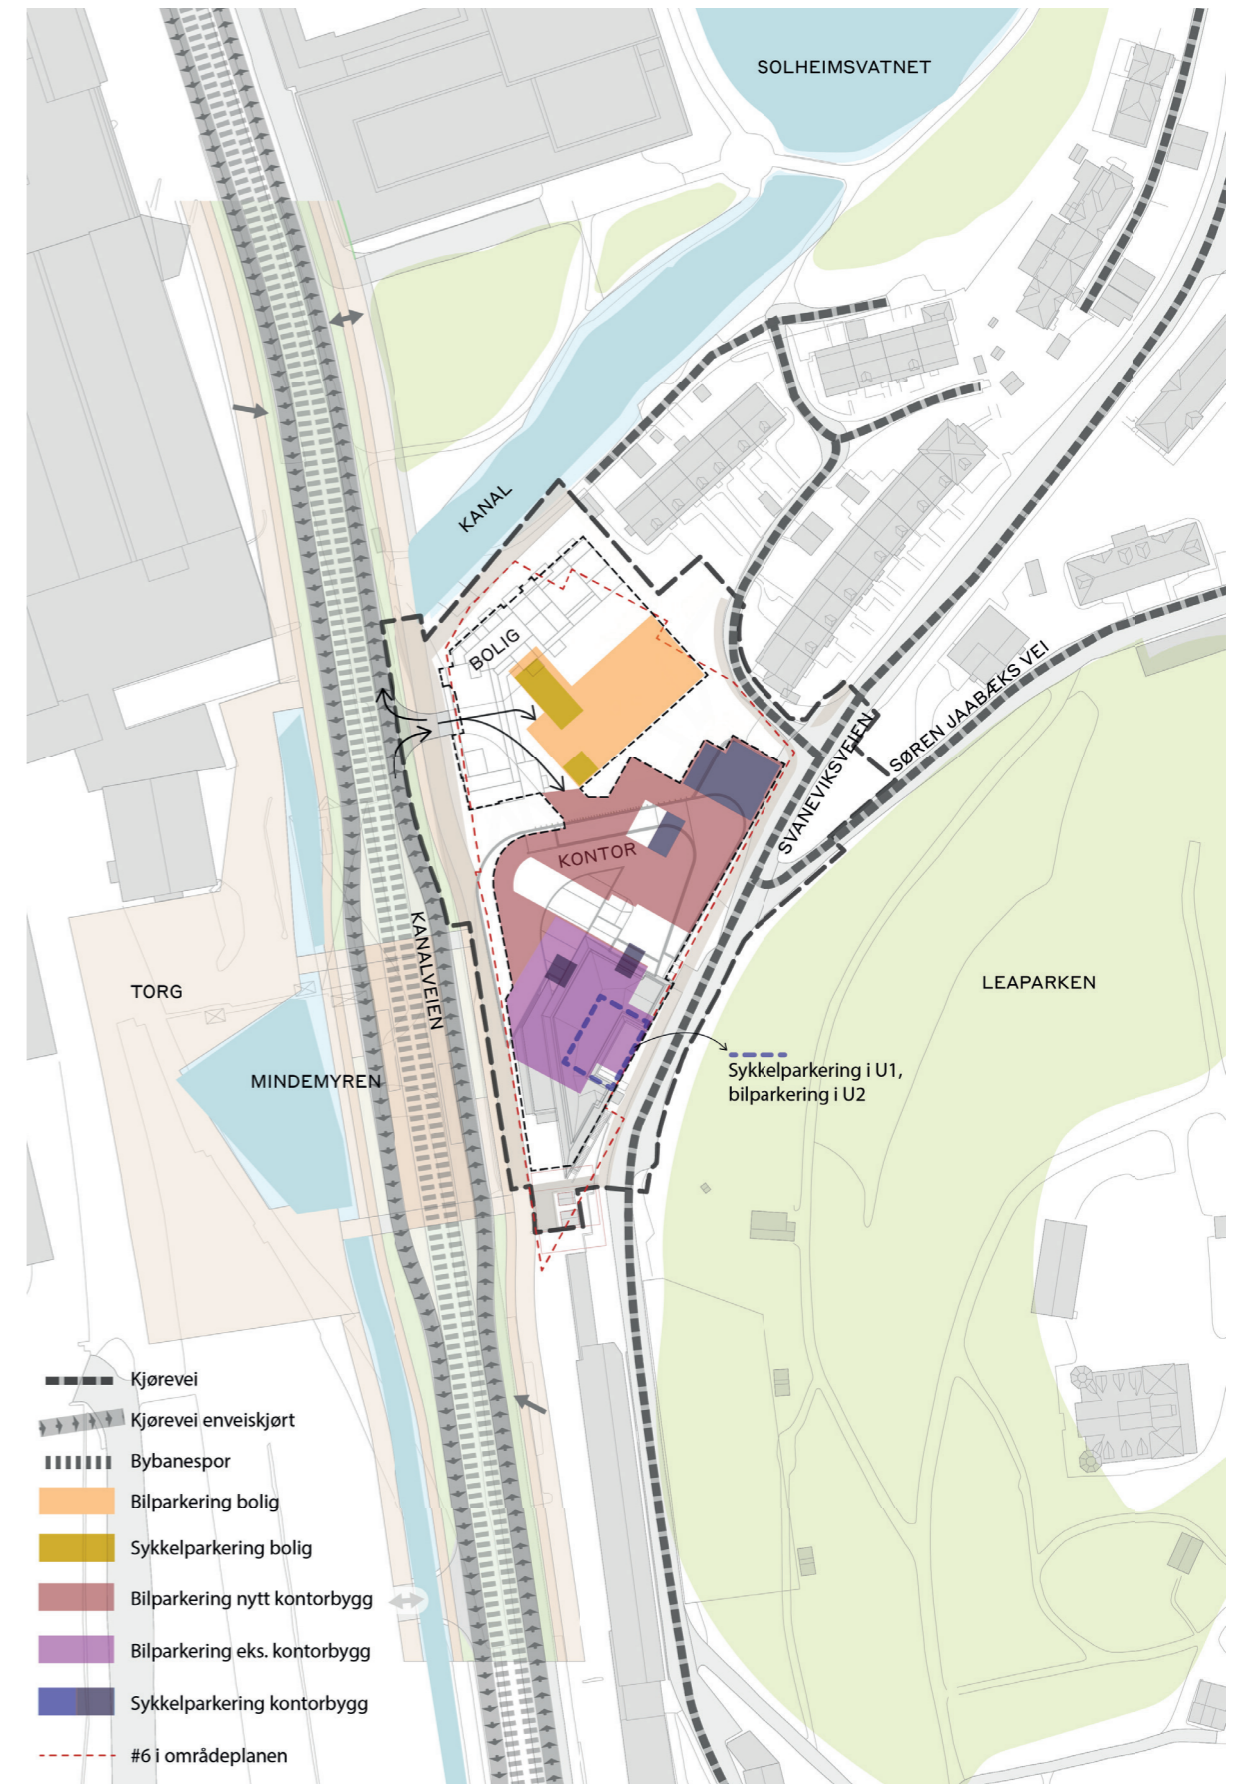 SOLHEIMSVATNET
KANAL
BOLIG
SØREN JAABÆKS VEI
SVANEVIKSVEIEN
KONTOR
KANALVEIEN
TORG
LEAPARKEN
MINDEMYREN
Sykkelparkering i U1,
bilparkering i U2
Kjørevei
Kjørevei enveiskjørt
Bybanespor
Bilparkering bolig
Sykkelparkering bolig
Bilparkering nytt kontorbygg
Bilparkering eks. kontorbygg
Sykkelparkering kontorbygg
#6 i områdeplanen